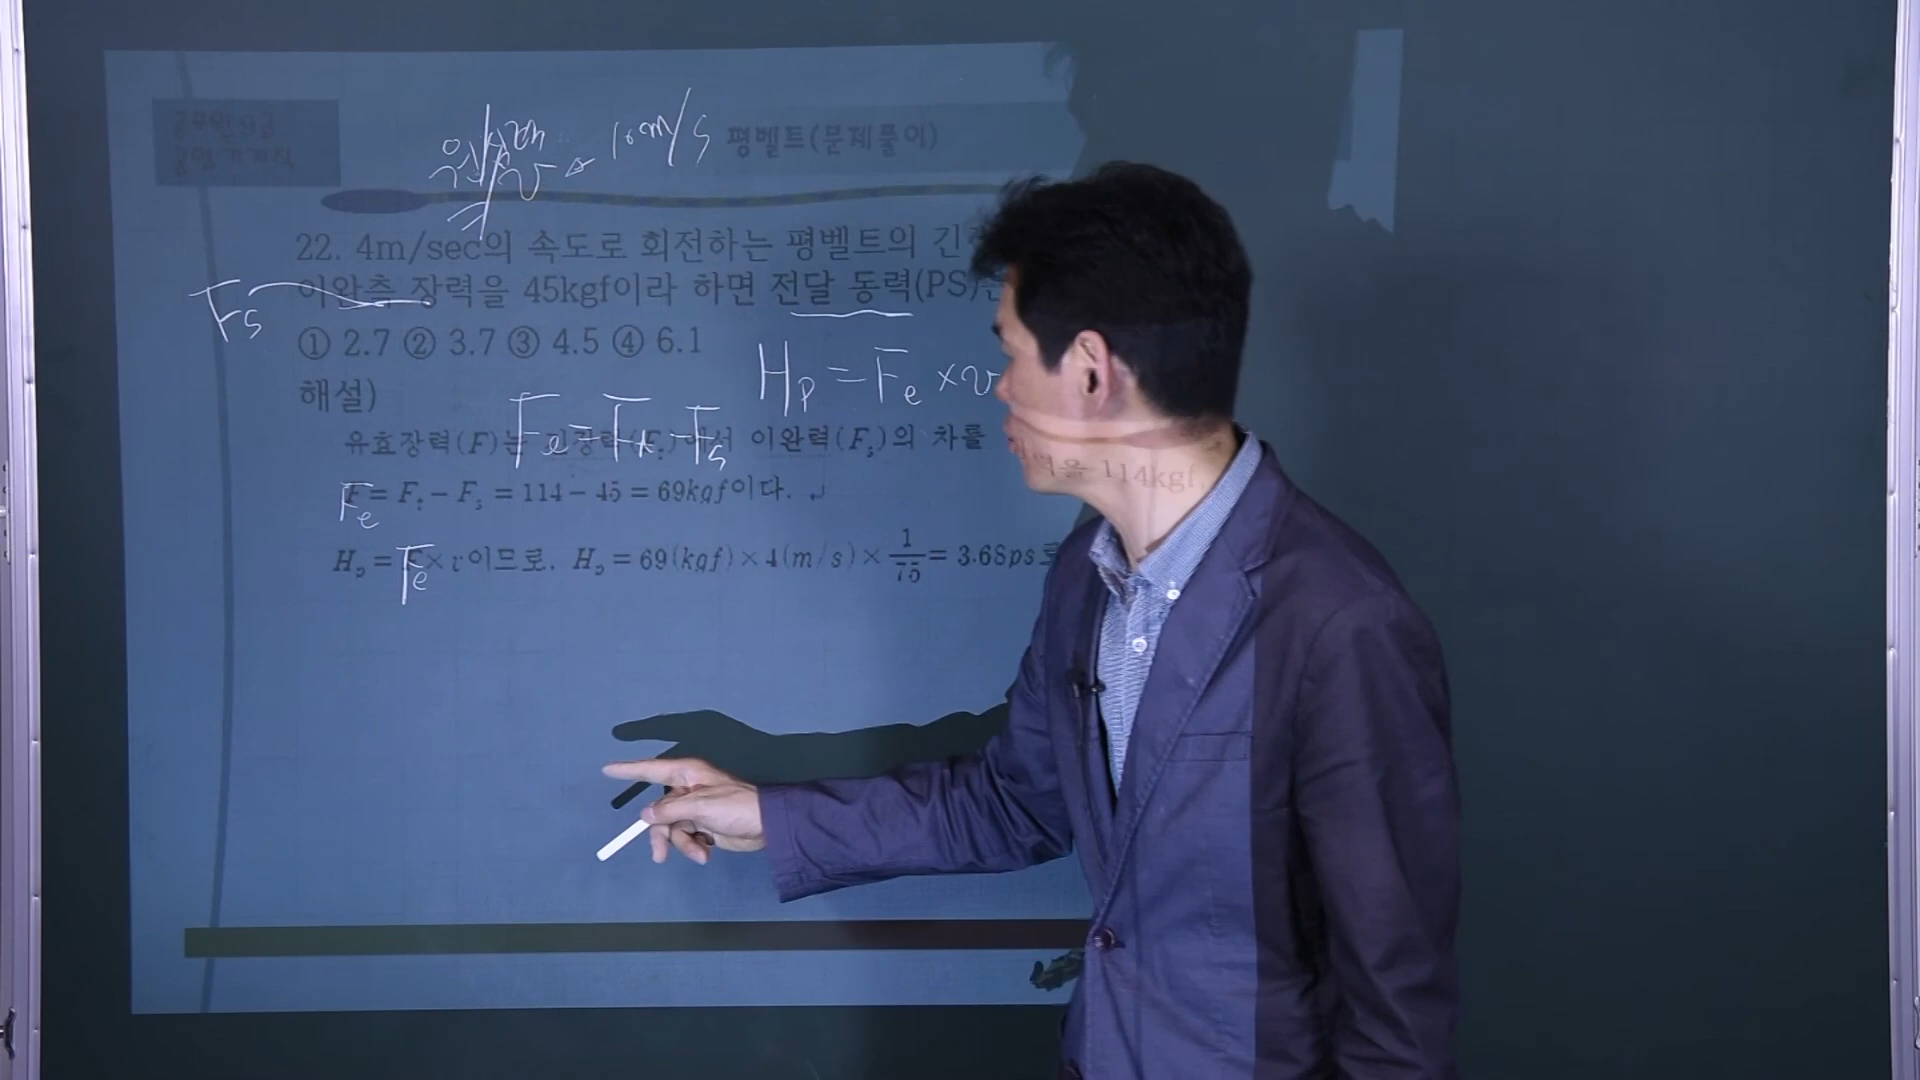 공무원 9급
10m/s 평벨트(문제풀이)
22. 4m/sec의 속도로 회전하는 평벨트의
Fs 이완측 장력을 45kgf이라 하면 전달 동력(PS)은
① 2.7 ② 3.7 ③ 4.5 ④ 6.1
Hp = Fe × v
해설)
Fe = Ft - Fs
유효장력(F)는 이완력(Fs)의 차를
114kgf
Fe = Ft - Fs = 114 - 45 = 69kgf이다.
Hp = Fe × v이므로, Hp = 69(kgf) × 4(m/s) × 1/75 = 3.68ps로